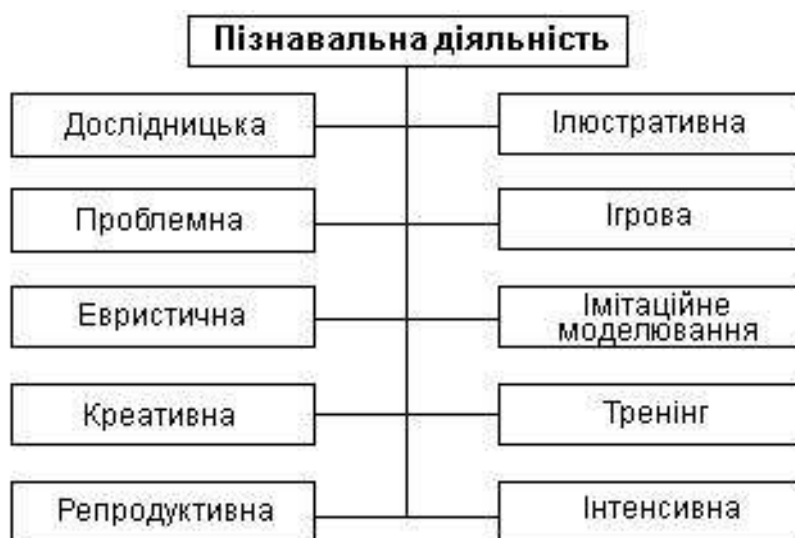 Пізнавальна діяльність
Дослідницька
Ілюстративна
Проблемна
Ігрова
Евристична
Імітаційне
моделювання
Креативна
Тренінг
Репродуктивна
Інтенсивна